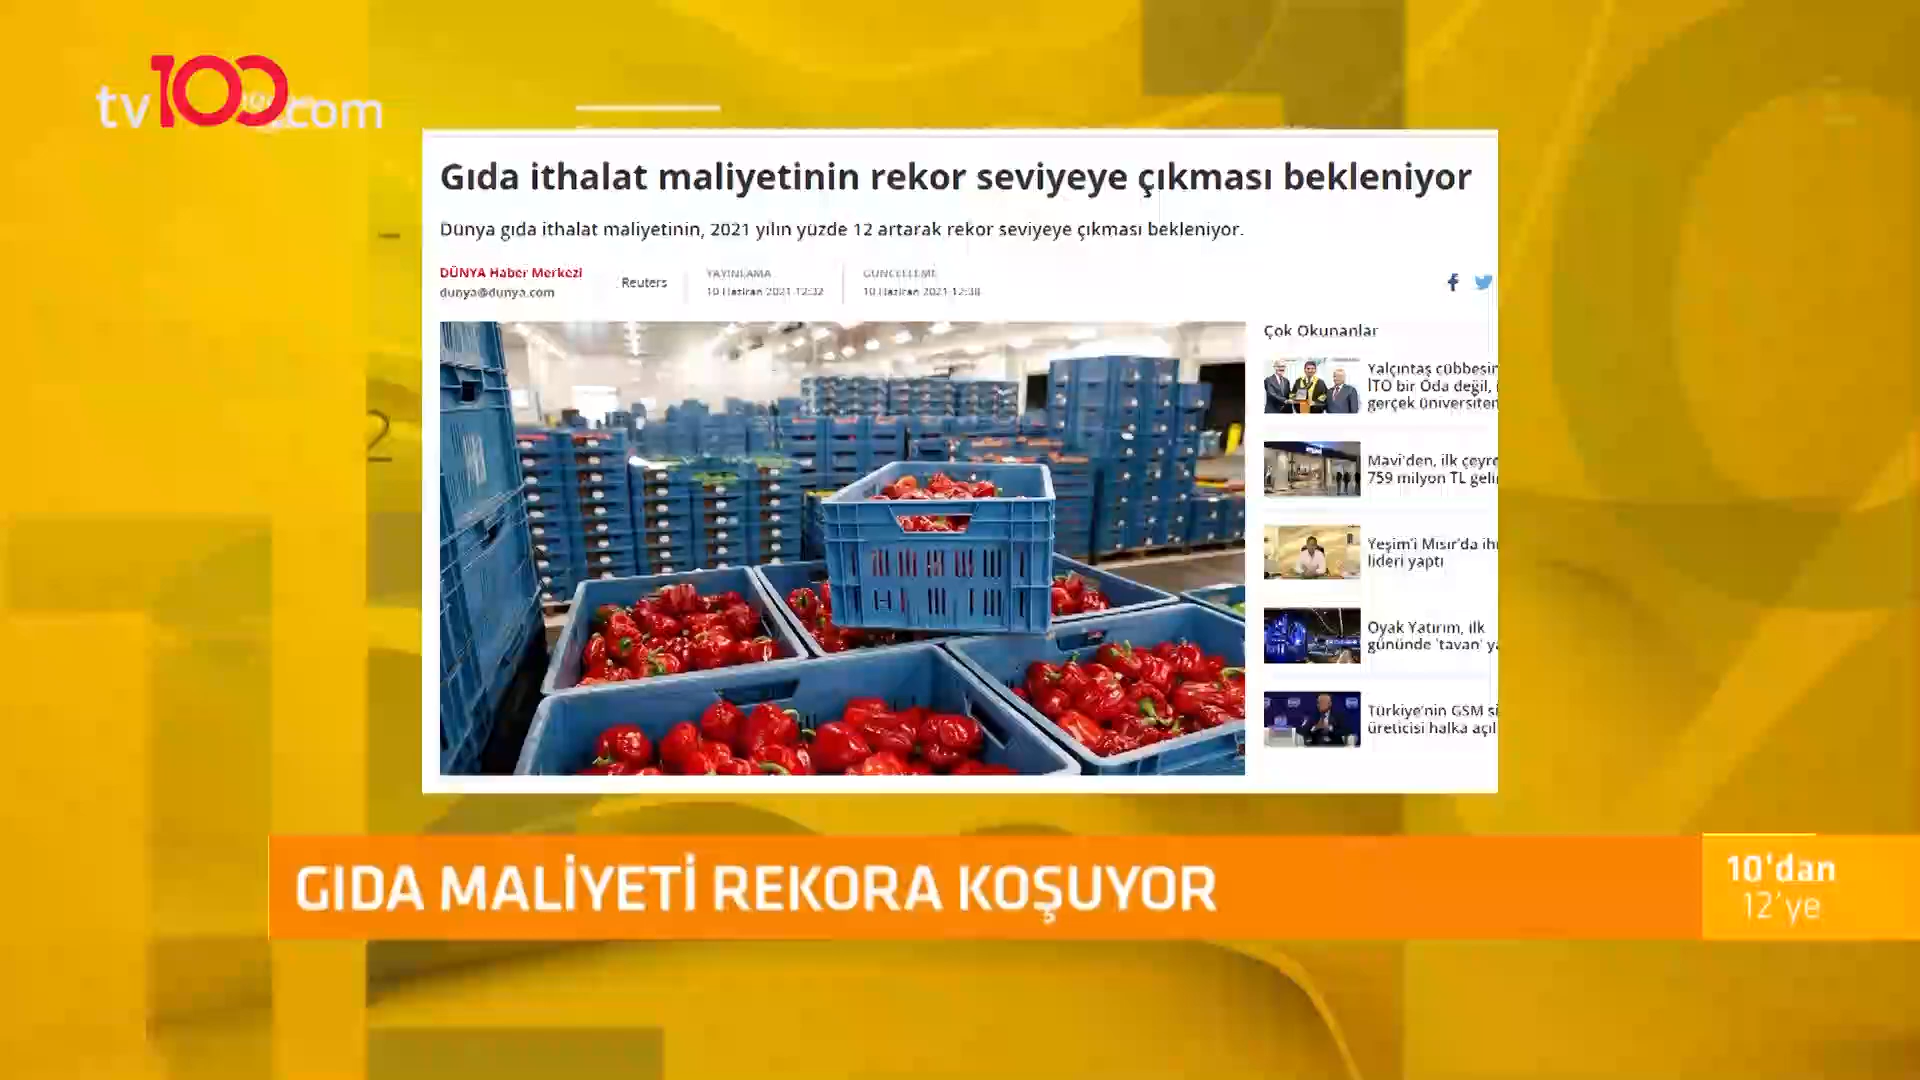 tv100.com
Gıda ithalat maliyetinin rekor seviyeye çıkması bekleniyor
Dünya gıda ithalat maliyetinin, 2021 yılın yüzde 12 artarak rekor seviyeye çıkması bekleniyor.
DÜNYA Haber Merkezi
dunya@dunya.com
Reuters
YAYINLAMA
10 Haziran 2021 12:32
GÜNCELLEME
10 Haziran 2021 12:38
Çok Okunanlar
Yalçıntaş cübbesin
İTO bir Oda değil,
gerçek üniversiten
Mavi'den, ilk çeyre
759 milyon TL geli
Yeşim'i Mısır'da ih
lideri yaptı
Oyak Yatırım, ilk
gününde 'tavan' ya
Türkiye'nin GSM si
üreticisi halka açıl
2
GIDA MALİYETİ REKORA KOŞUYOR
10'dan
12'ye